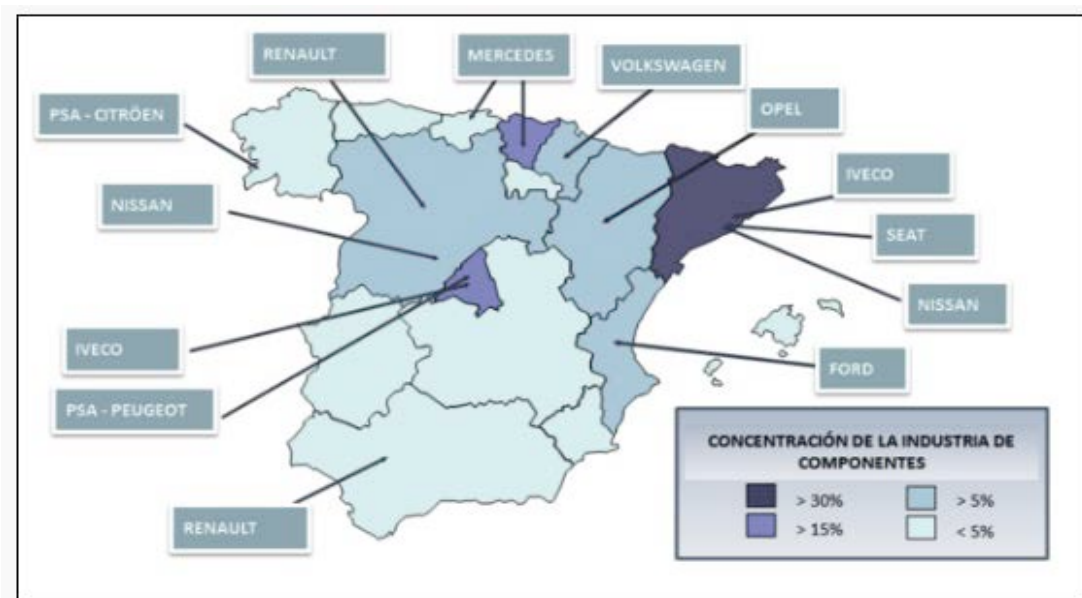 RENAULT
MERCEDES
VOLKSWAGEN
PSA - CITRÖEN
OPEL
NISSAN
IVECO
SEAT
NISSAN
IVECO
FORD
PSA - PEUGEOT
RENAULT
CONCENTRACIÓN DE LA INDUSTRIA DE
COMPONENTES
> 30%
> 5%
> 15%
< 5%